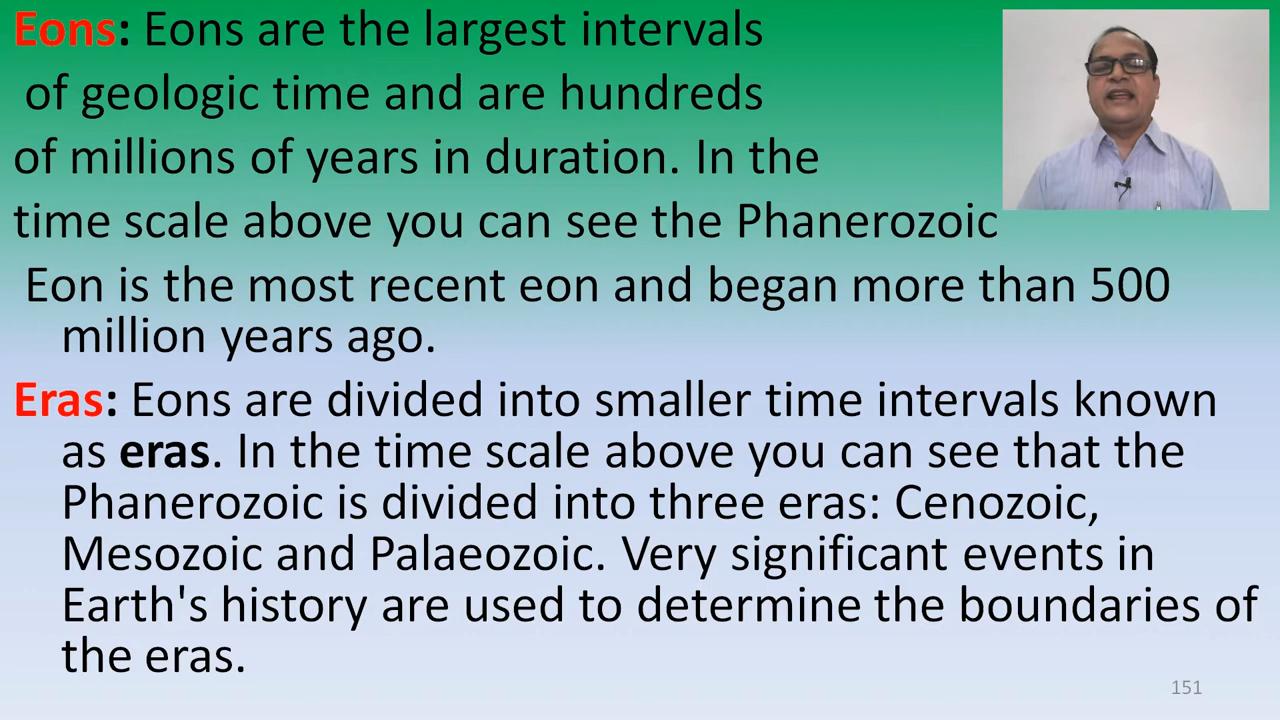 Eons: Eons are the largest intervals
of geologic time and are hundreds
of millions of years in duration. In the
time scale above you can see the Phanerozoic
Eon is the most recent eon and began more than 500
million years ago.
Eras: Eons are divided into smaller time intervals known
as eras. In the time scale above you can see that the
Phanerozoic is divided into three eras: Cenozoic,
Mesozoic and Palaeozoic. Very significant events in
Earth's history are used to determine the boundaries of
the eras.
151